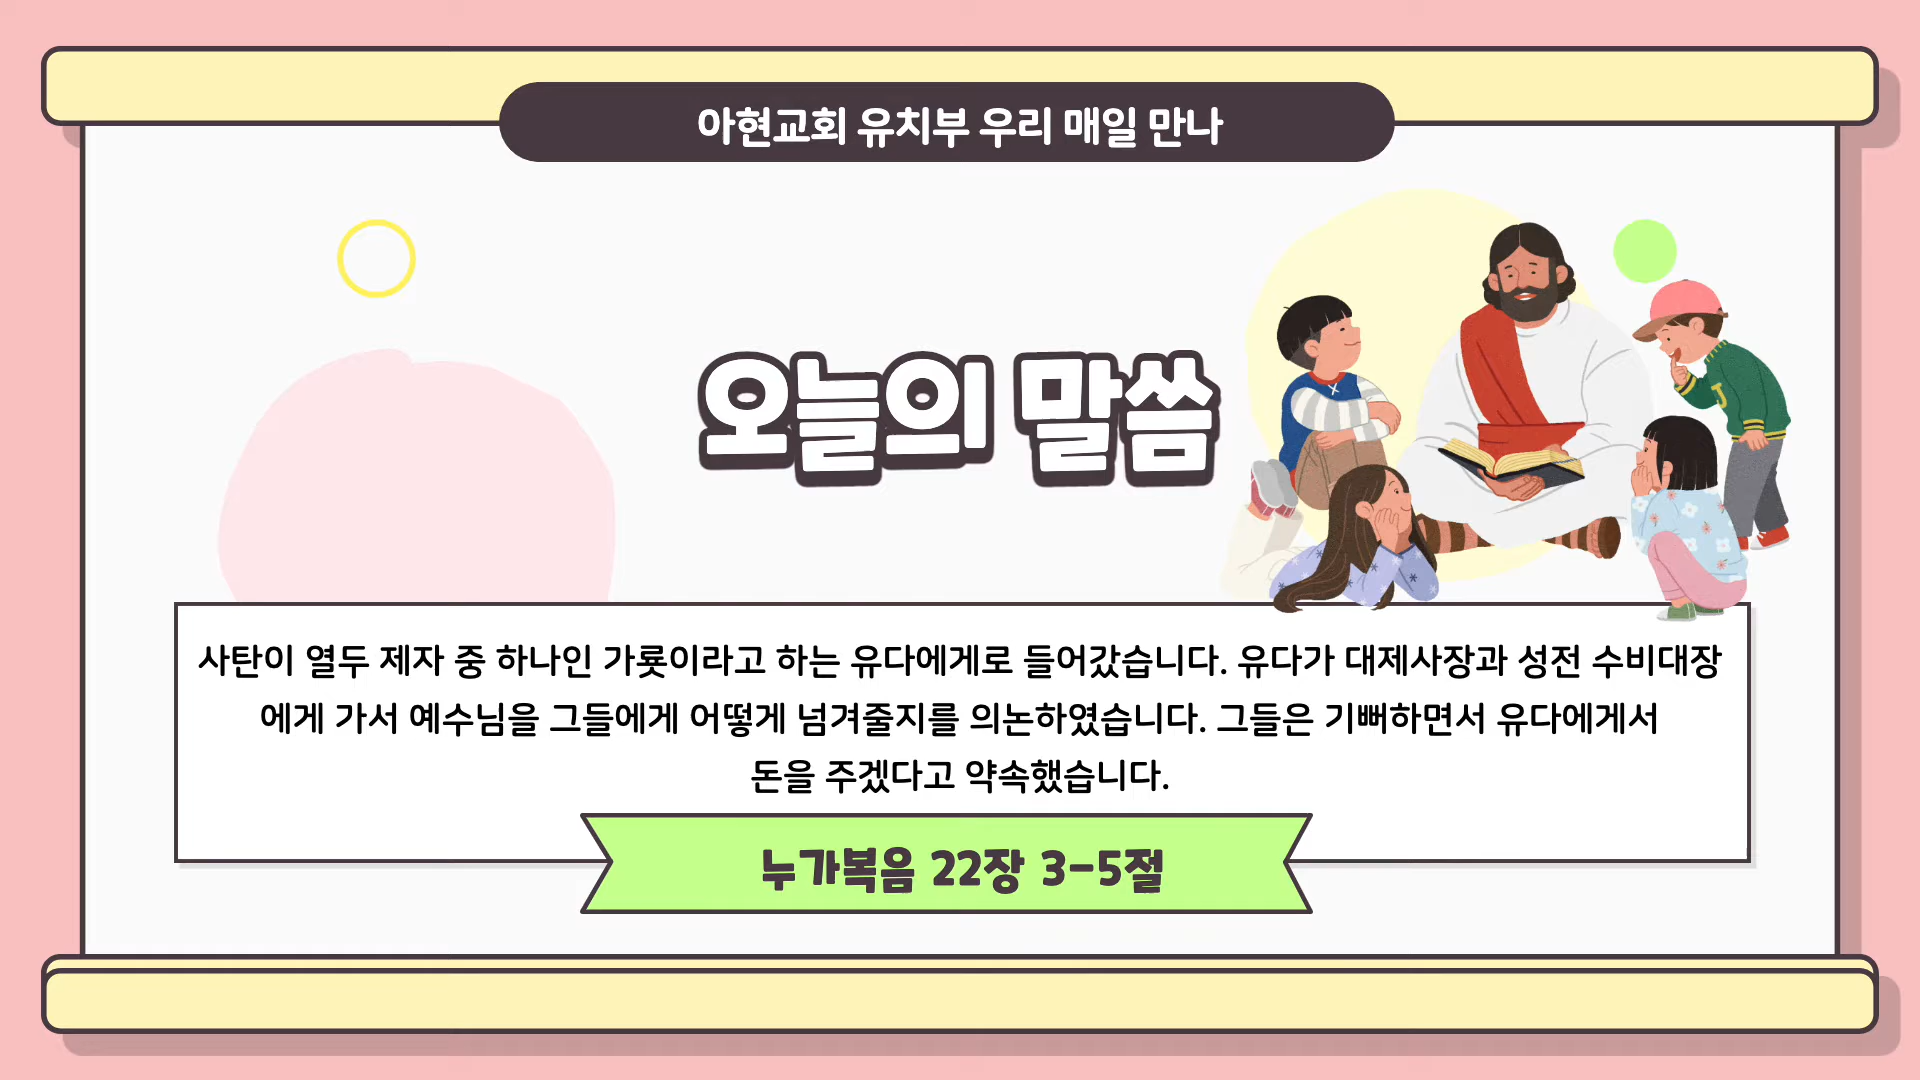 아현교회 유치부 우리 매일 만나
오늘의 말씀
사탄이 열두 제자 중 하나인 가룟이라고 하는 유다에게로 들어갔습니다. 유다가 대제사장과 성전 수비대장
에게 가서 예수님을 그들에게 어떻게 넘겨줄지를 의논하였습니다. 그들은 기뻐하면서 유다에게서
돈을 주겠다고 약속했습니다.
누가복음 22장 3-5절